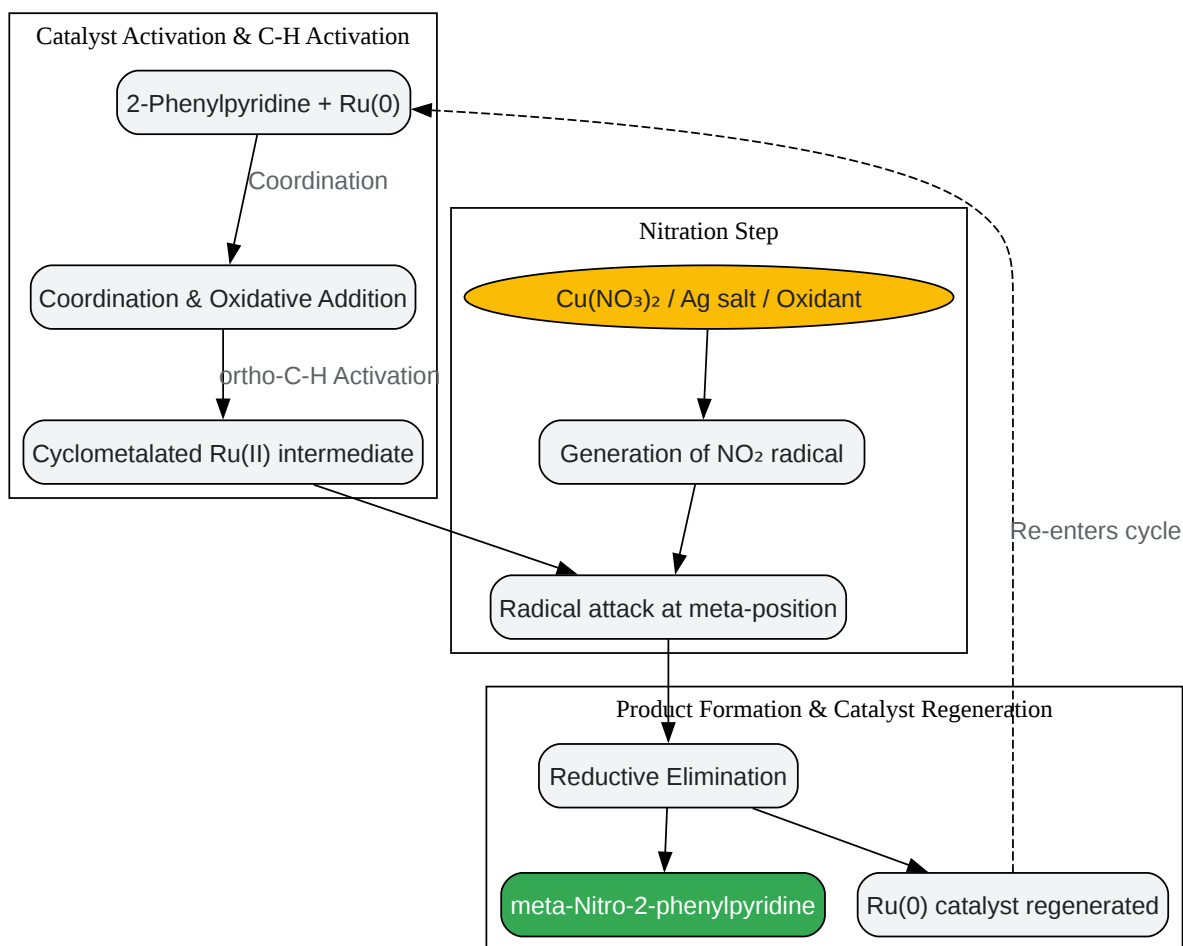 Catalyst Activation & C-H Activation
2-Phenylpyridine + Ru(0)
Coordination
Coordination & Oxidative Addition
ortho-C-H Activation
Cyclometalated Ru(II) intermediate
Nitration Step
Cu(NO₃)₂ / Ag salt / Oxidant
Generation of NO₂ radical
Radical attack at meta-position
Re-enters cycle
Product Formation & Catalyst Regeneration
Reductive Elimination
meta-Nitro-2-phenylpyridine
Ru(0) catalyst regenerated